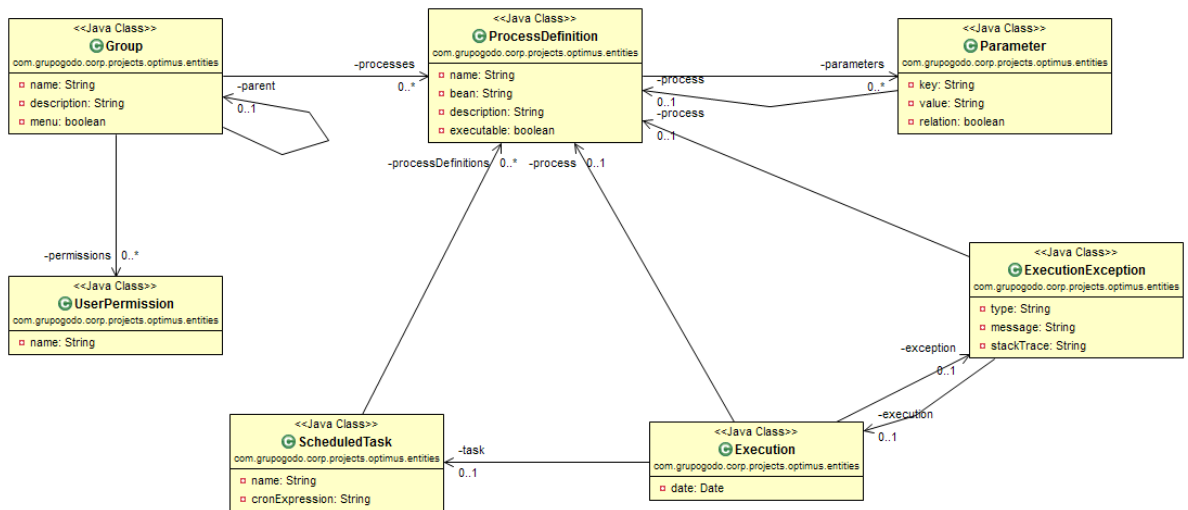 <<Java Class>>
Group
com.grupogodo.corp.projects.optimus.entities
name: String
description: String
menu: boolean
-processes
0..*
-parent
0..1
<<Java Class>>
ProcessDefinition
com.grupogodo.corp.projects.optimus.entities
name: String
bean: String
description: String
executable: boolean
-parameters
0..*
-process
0..1
-process
0..1
<<Java Class>>
Parameter
com.grupogodo.corp.projects.optimus.entities
key: String
value: String
relation: boolean
-processDefinitions 0..*
-process 0..1
-permissions 0..*
<<Java Class>>
UserPermission
com.grupogodo.corp.projects.optimus.entities
name: String
<<Java Class>>
ExecutionException
com.grupogodo.corp.projects.optimus.entities
type: String
message: String
stackTrace: String
-exception
0..1
-execution
0..1
<<Java Class>>
ScheduledTask
com.grupogodo.corp.projects.optimus.entities
name: String
cronExpression: String
-task
0..1
<<Java Class>>
Execution
com.grupogodo.corp.projects.optimus.entities
date: Date